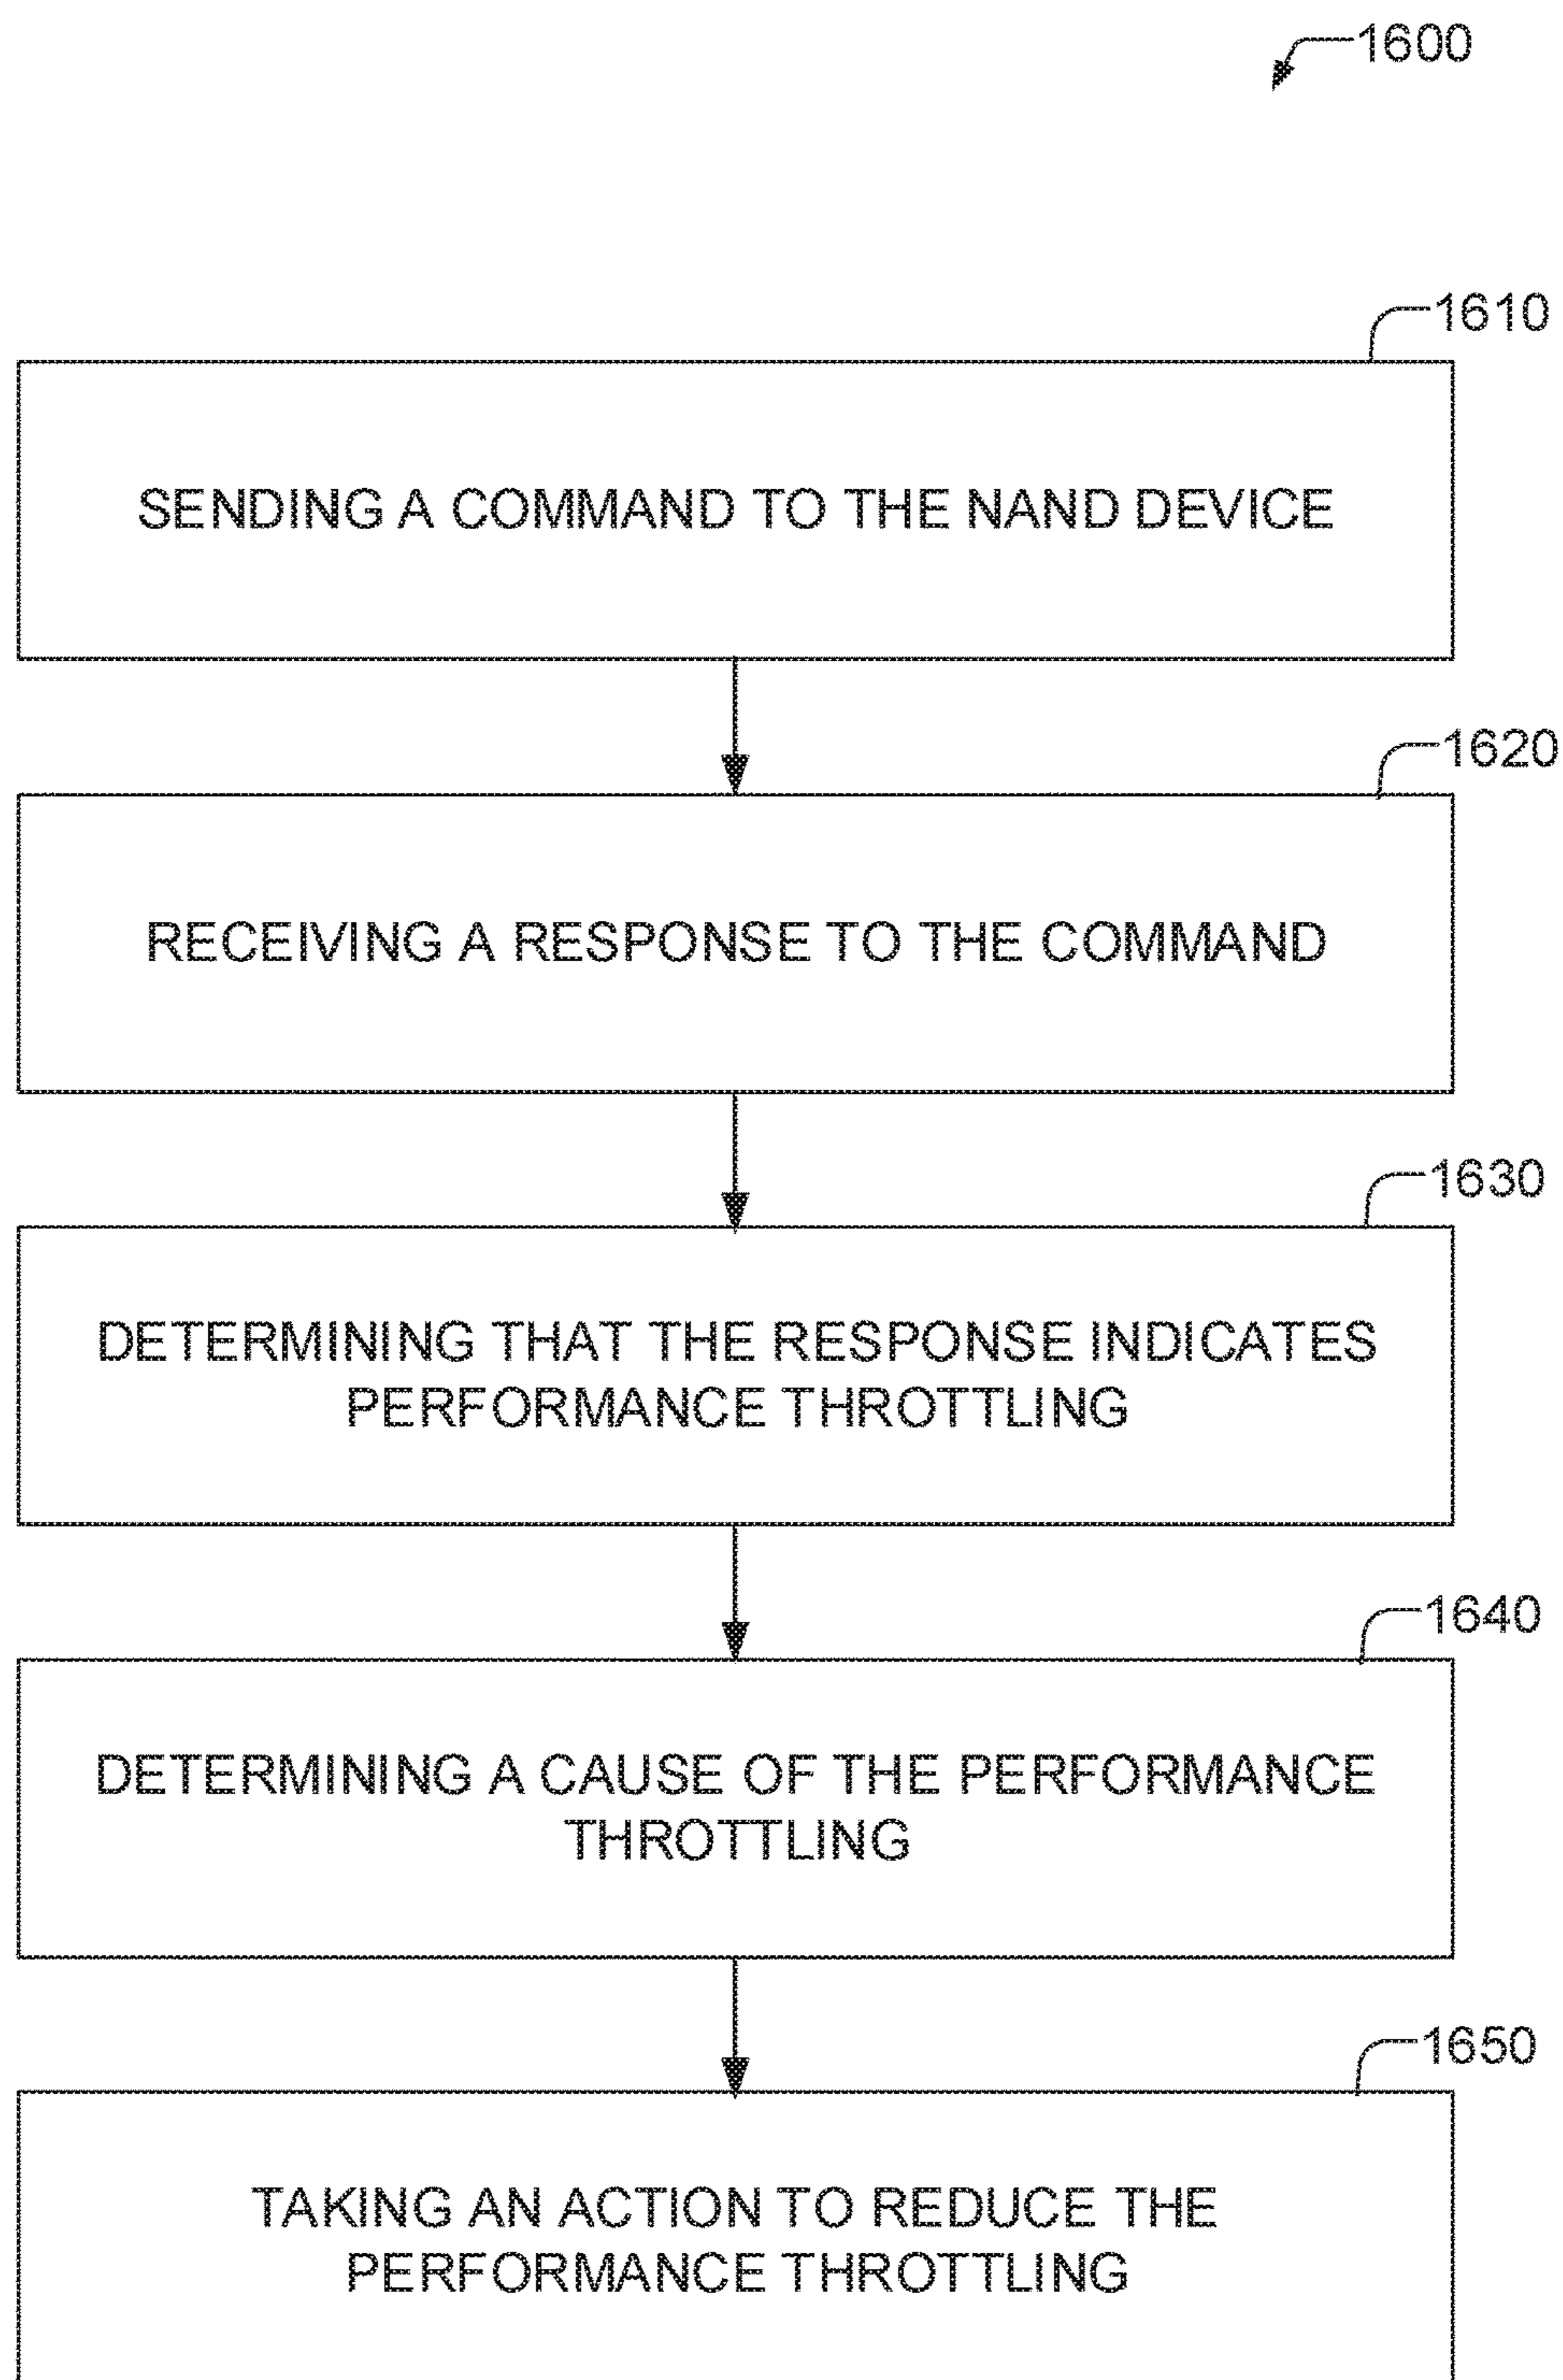 1600
1610
SENDING A COMMAND TO THE NAND DEVICE
1620
RECEIVING A RESPONSE TO THE COMMAND
1630
DETERMINING THAT THE RESPONSE INDICATES
PERFORMANCE THROTTLING
1640
DETERMINING A CAUSE OF THE PERFORMANCE
THROTTLING
1650
TAKING AN ACTION TO REDUCE THE
PERFORMANCE THROTTLING